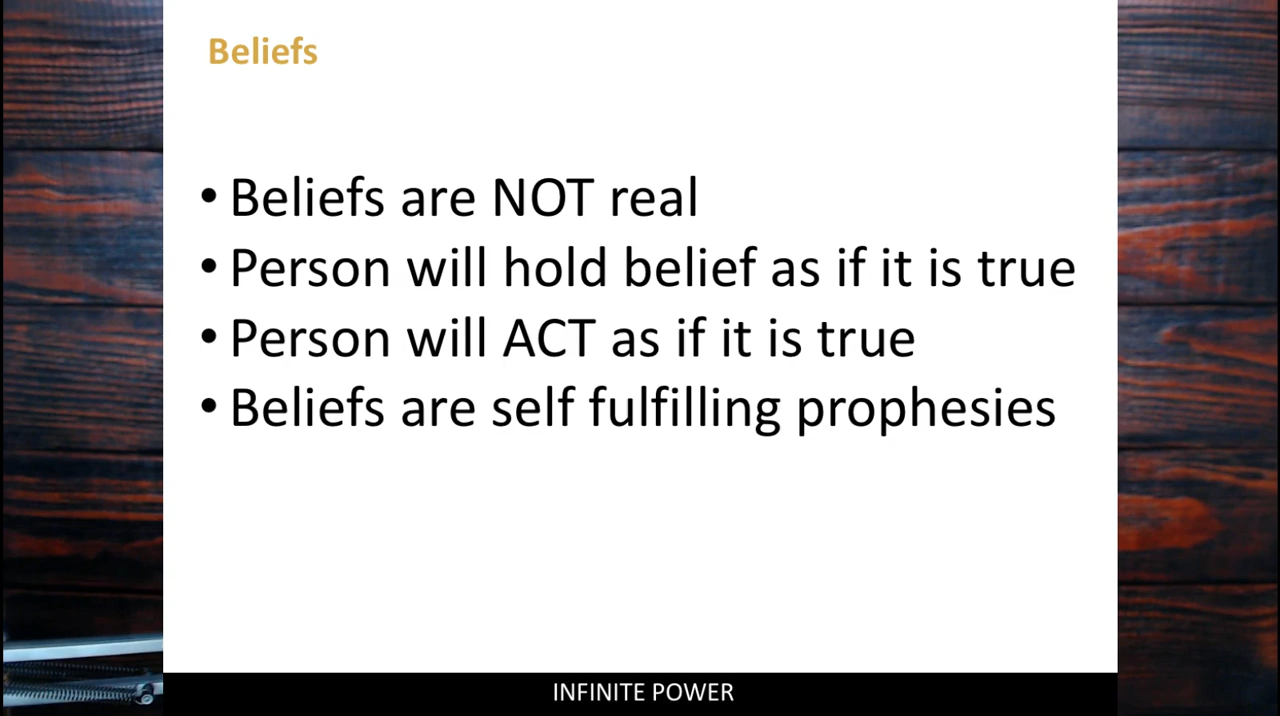 Beliefs
• Beliefs are NOT real
• Person will hold belief as if it is true
• Person will ACT as if it is true
• Beliefs are self fulfilling prophesies
INFINITE POWER